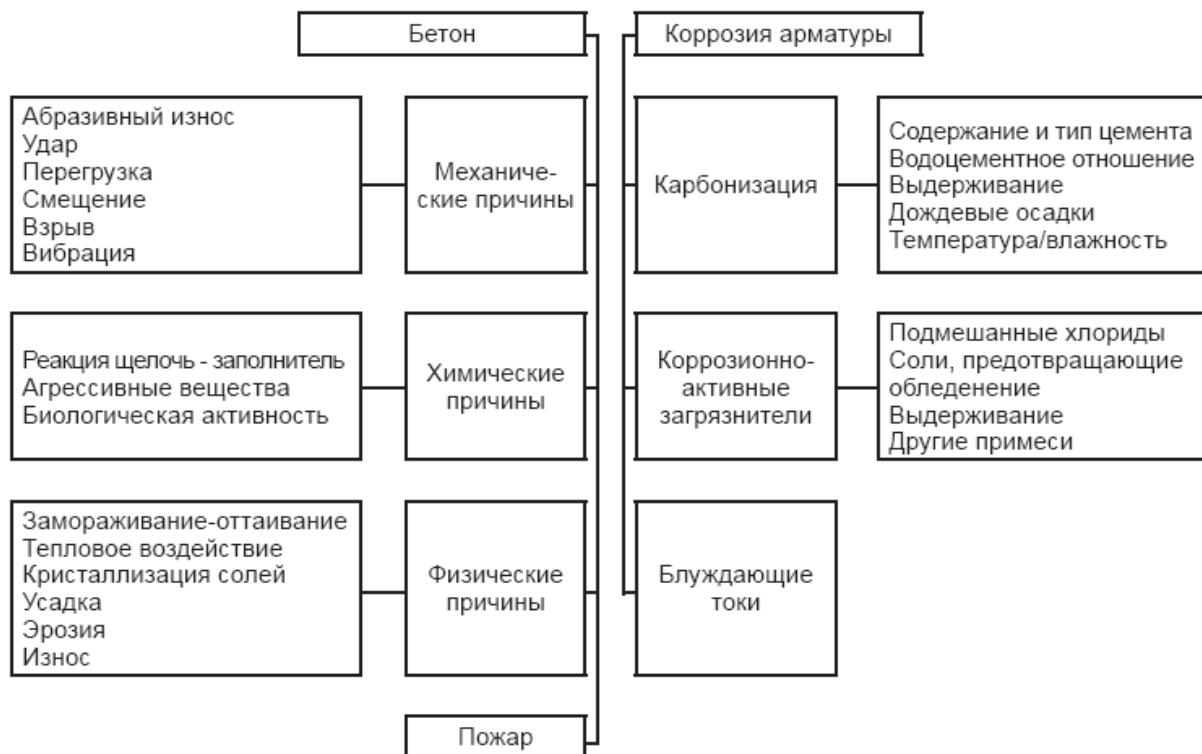 Бетон
Коррозия арматуры
Абразивный износ
Удар
Перегрузка
Смещение
Взрыв
Вибрация
Механиче-
ские причины
Карбонизация
Содержание и тип цемента
Водоцементное отношение
Выдерживание
Дождевые осадки
Температура/влажность
Реакция щелочь - заполнитель
Агрессивные вещества
Биологическая активность
Химические
причины
Коррозионно-
активные
загрязнители
Подмешанные хлориды
Соли, предотвращающие
обледенение
Выдерживание
Другие примеси
Замораживание-оттаивание
Тепловое воздействие
Кристаллизация солей
Усадка
Эрозия
Износ
Физические
причины
Блуждающие
токи
Пожар